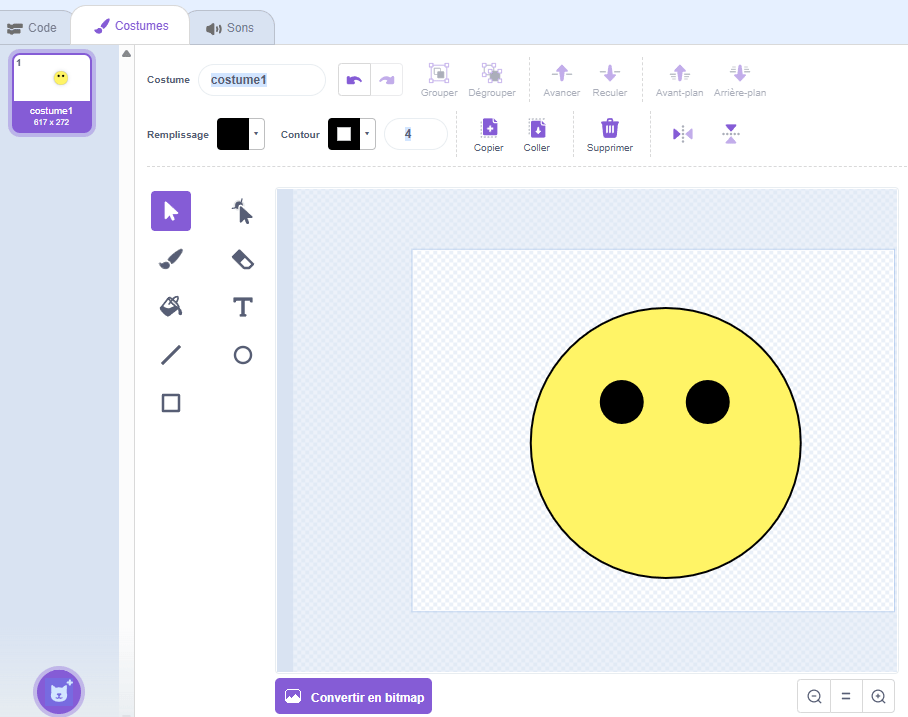 Code
Costumes
Sons
1
costume1
617 x 272
Costume
costume1
Grouper
Dégrouper
Avancer
Reculer
Avant-plan
Arrière-plan
Remplissage
Contour
4
Copier
Coller
Supprimer
T
Convertir en bitmap